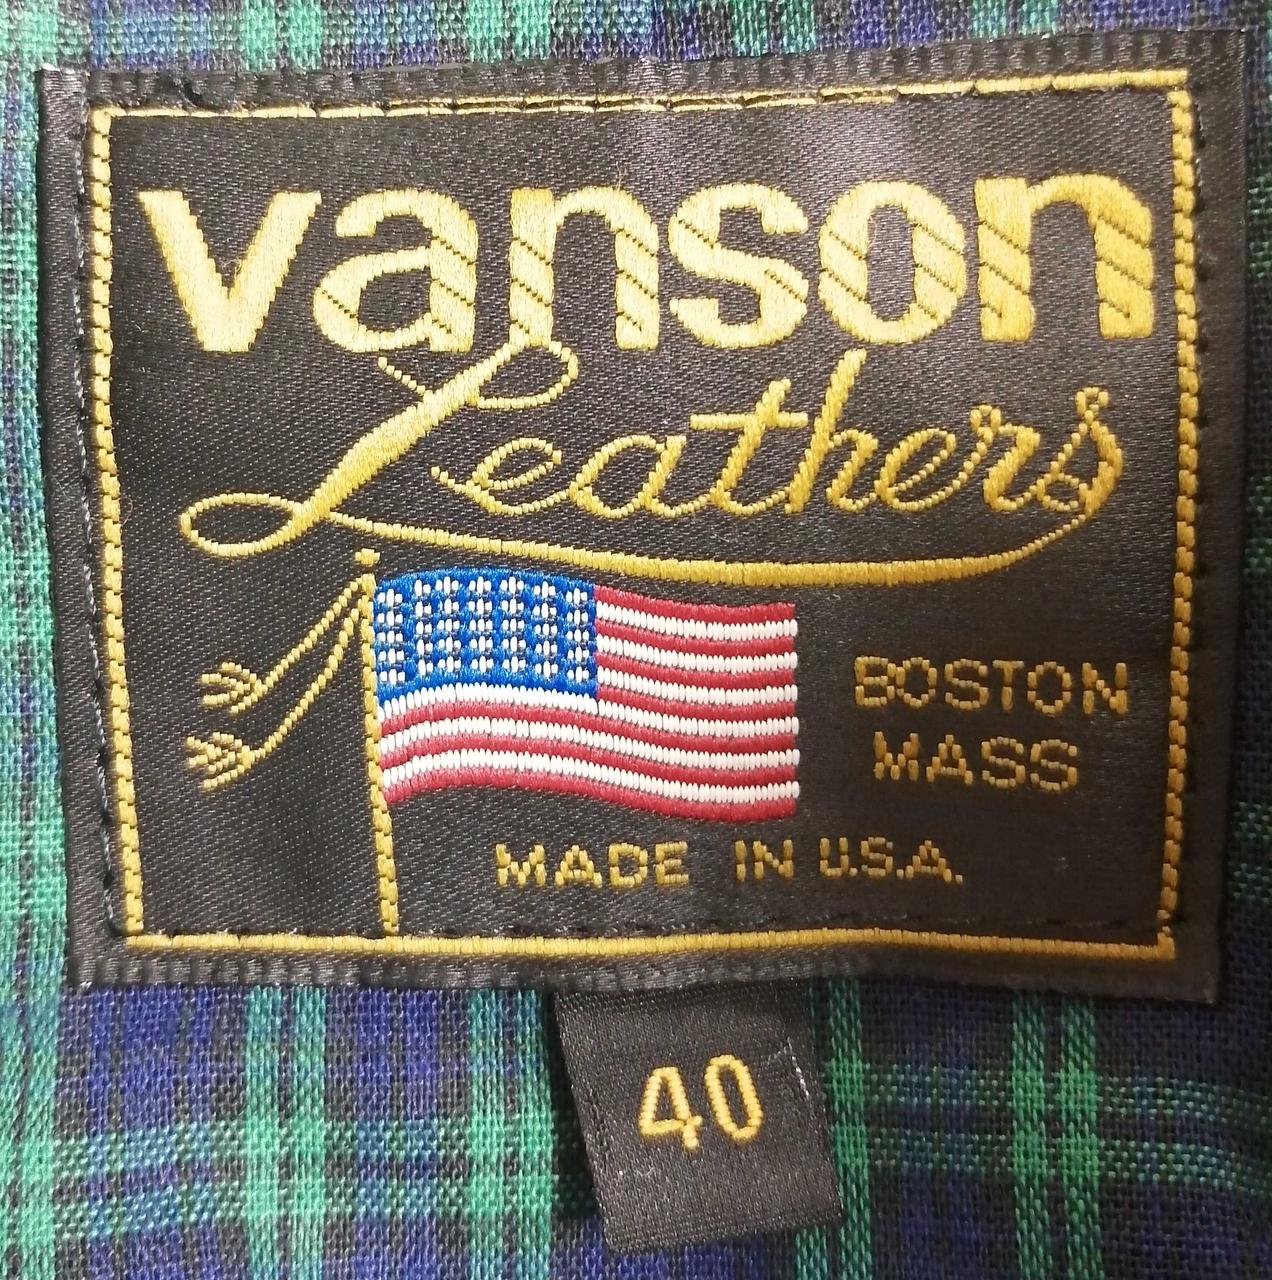 vanson
Leathers
BOSTON
MASS
MADE IN U.S.A.
40